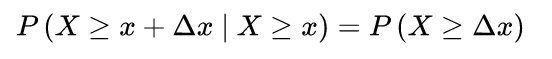 P(X ≥ x + Δx | X ≥ x) = P(X ≥ Δx)